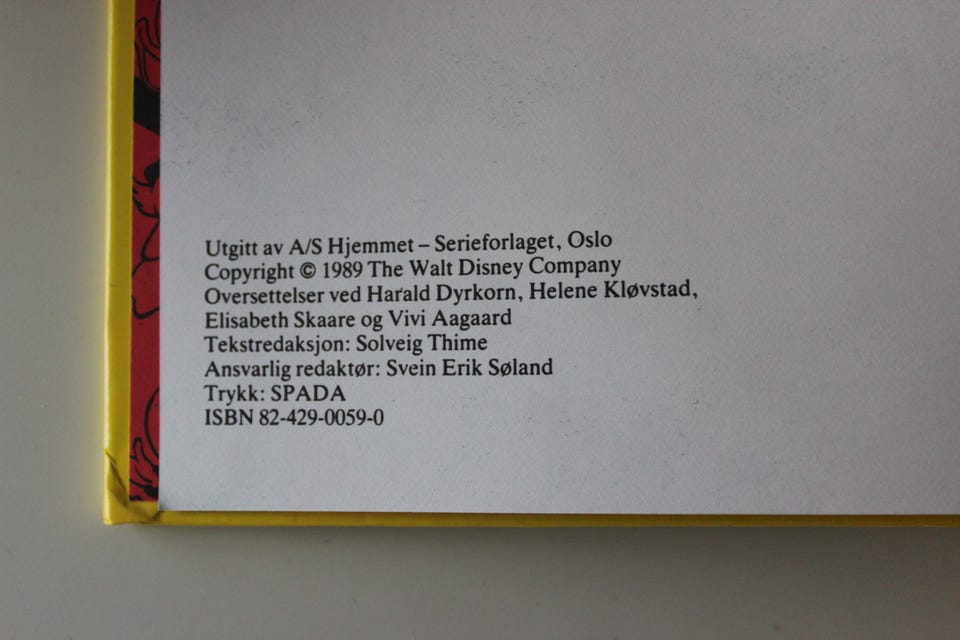 Utgitt av A/S Hjemmet – Serieforlaget, Oslo
Copyright © 1989 The Walt Disney Company
Oversettelser ved Harald Dyrkorn, Helene Kløvstad,
Elisabeth Skaare og Vivi Aagaard
Tekstredaksjon: Solveig Thime
Ansvarlig redaktør: Svein Erik Søland
Trykk: SPADA
ISBN 82-429-0059-0